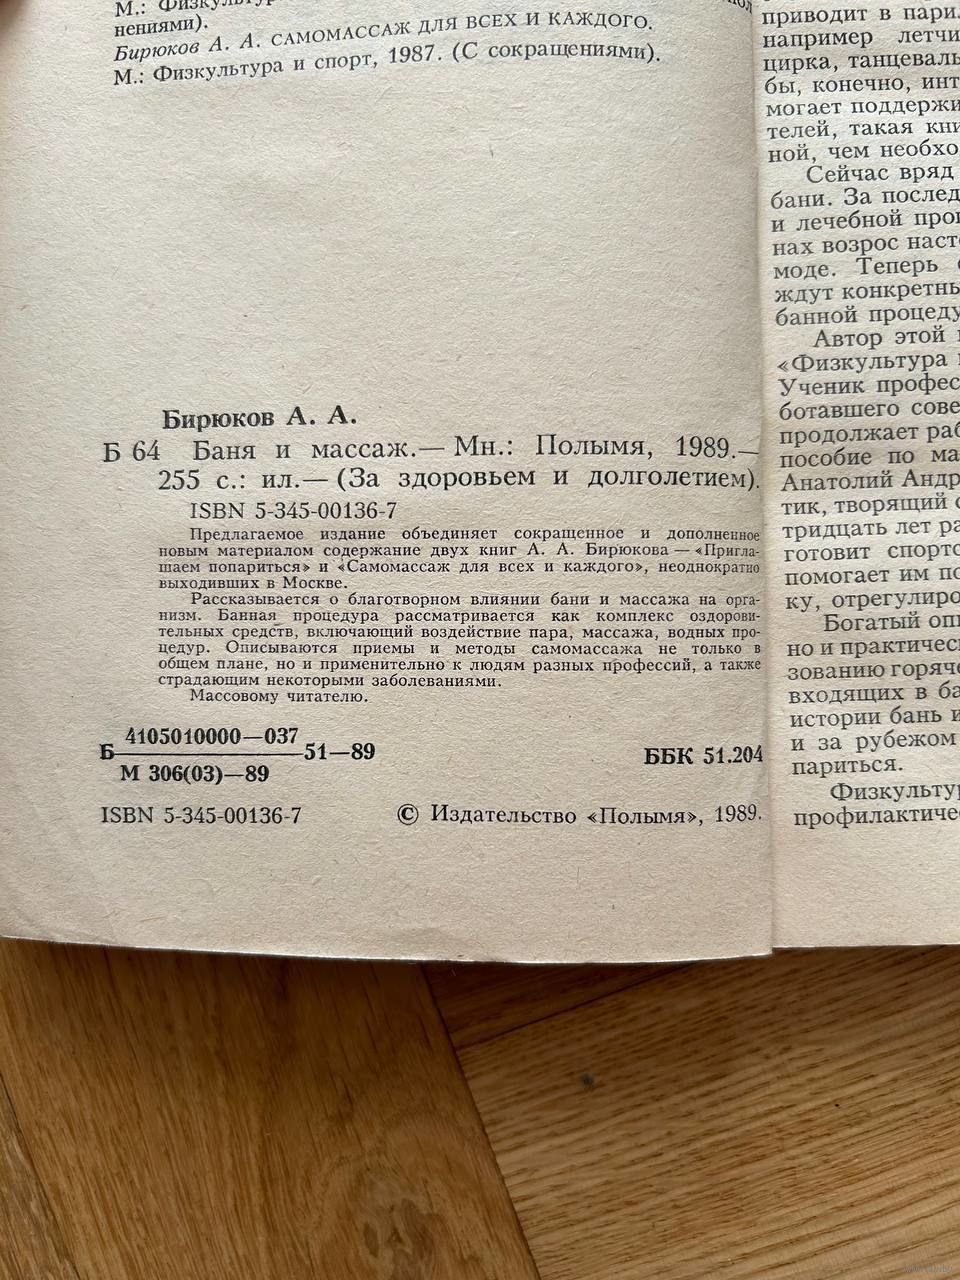 М.: Физкультур
нениями).
Бирюков А. А. САМОМАССАЖ ДЛЯ ВСЕХ И КАЖДОГО.
М.: Физкультура и спорт, 1987. (С сокращениями).
Бирюков А. А.
Б 64 Баня и массаж.— Мн.: Полымя, 1989.—
255 с.: ил.— (За здоровьем и долголетием).
ISBN 5-345-00136-7
Предлагаемое издание объединяет сокращенное и дополненное
новым материалом содержание двух книг А. А. Бирюкова — «Пригла-
шаем попариться» и «Самомассаж для всех и каждого», неоднократно
выходивших в Москве.
Рассказывается о благотворном влиянии бани и массажа на орга-
низм. Банная процедура рассматривается как комплекс оздорови-
тельных средств, включающий воздействие пара, массажа, водных про-
цедур. Описываются приемы и методы самомассажа не только в
общем плане, но и применительно к людям разных профессий, а также
страдающим некоторыми заболеваниями.
Массовому читателю.
4105010000—037
Б 51—89
М 306(03)—89
ББК 51.204
ISBN 5-345-00136-7 © Издательство «Полымя», 1989.
приводит в пари
например летчи
цирка, танцеваль
бы, конечно, инт
могает поддержи
телей, такая кни
ной, чем необхо
Сейчас вряд
бани. За послед
и лечебной проц
нах возрос насто
моде. Теперь
ждут конкретны
банной процеду
Автор этой
«Физкультура
Ученик профес
ботавшего сове
продолжает раб
пособие по ма
Анатолий Андр
тик, творящий
тридцать лет ра
готовит спортс
помогает им по
ку, отрегулиро
Богатый опы
но и практичес
зованию горяче
входящих в ба
истории бань и
и за рубежом
париться.
Физкультур
профилактичес